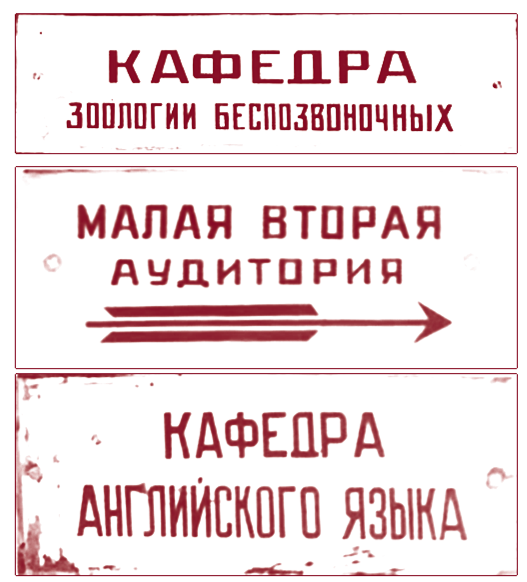 КАФЕДРА
ЗООЛОГИИ БЕСПОЗВОНОЧНЫХ
МАЛАЯ ВТОРАЯ
АУДИТОРИЯ
КАФЕДРА
АНГЛИЙСКОГО ЯЗЫКА